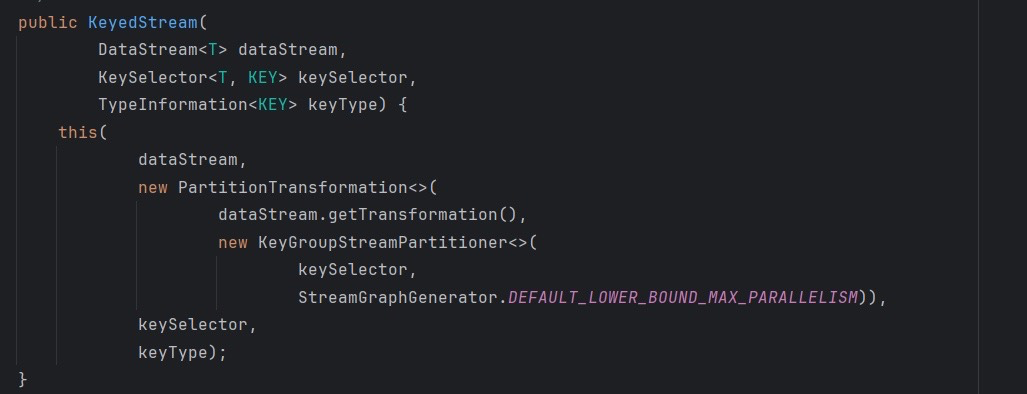 public KeyedStream(
        DataStream<T> dataStream,
        KeySelector<T, KEY> keySelector,
        TypeInformation<KEY> keyType) {
    this(
            dataStream,
            new PartitionTransformation<>(
                    dataStream.getTransformation(),
                    new KeyGroupStreamPartitioner<>(
                            keySelector,
                            StreamGraphGenerator.DEFAULT_LOWER_BOUND_MAX_PARALLELISM)),
            keySelector,
            keyType);
}